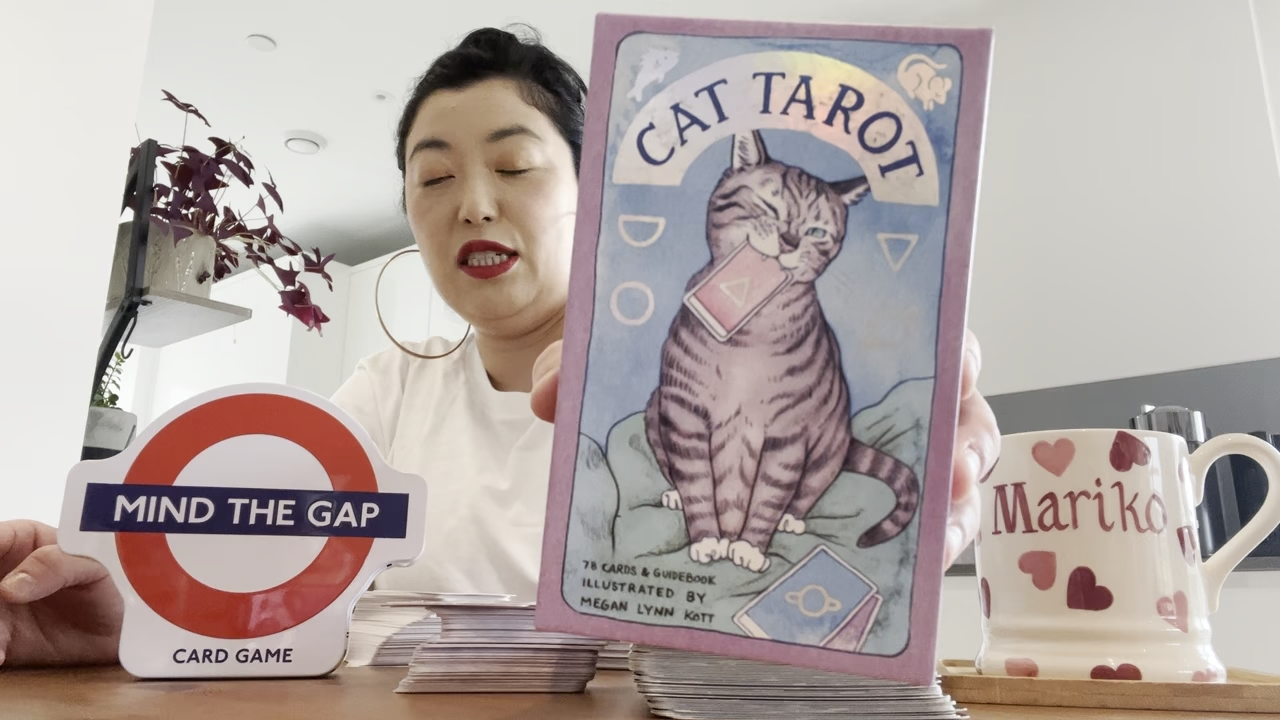 CAT TAROT
78 CARDS & GUIDEBOOK
ILLUSTRATED BY
MEGAN LYNN KOTT
MIND THE GAP
CARD GAME
Mariko